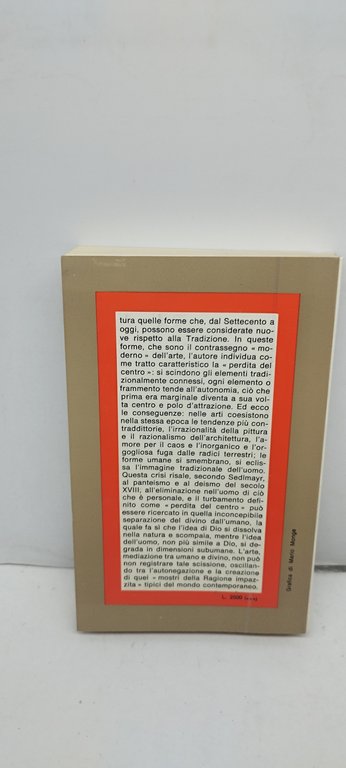 tura quelle forme che, dal Settecento a
oggi, possono essere considerate nuo-
ve rispetto alla Tradizione. In queste
forme, che sono il contrassegno « mo-
derno » dell'arte, l'autore individua co-
me tratto caratteristico la « perdita del
centro »: si scindono gli elementi tradi-
zionalmente connessi, ogni elemento o
frammento tende all'autonomia, ciò che
prima era marginale diventa a sua vol-
ta centro e polo d'attrazione. Ed ecco
le conseguenze: nelle arti coesistono
nella stessa epoca le tendenze più con-
traddittorie, l'irrazionalità della pittura
e il razionalismo dell'architettura, l'a-
more per il caos e l'inorganico e l'or-
gogliosa fuga dalle radici terrestri; le
forme umane si smembrano, si eclis-
sa l'immagine tradizionale dell'uomo.
Questa crisi risale, secondo Sedlmayr,
al panteismo e al deismo del secolo
XVIII, all'eliminazione nell'uomo di ciò
che è personale, e il turbamento defi-
nito come « perdita del centro » può
essere ricercato in quella inconcepibile
separazione del divino dall'umano, la
quale fa sì che l'idea di Dio si dissolva
nella natura e scompaia, mentre l'idea
dell'uomo, non più simile a Dio, si de-
grada in dimensioni subumane. L'arte,
mediazione tra umano e divino, non può
non registrare tale scissione, oscillan-
do tra l'autonegazione e la creazione
di quei « mostri della Ragione impaz-
zita » tipici del mondo contemporaneo.
L. 2500
Grafica di Mario Monge